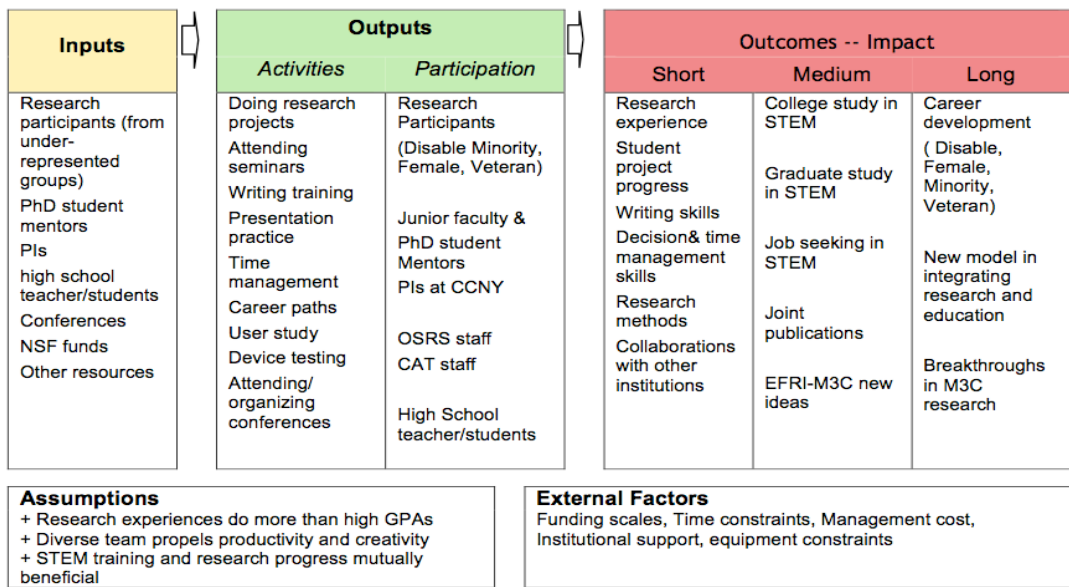 Inputs
Research
participants (from
under-
represented
groups)
PhD student
mentors
PIs
high school
teacher/students
Conferences
NSF funds
Other resources
Outputs
Activities
Participation
Doing research
projects
Attending
seminars
Writing training
Presentation
practice
Time
management
Career paths
User study
Device testing
Attending/
organizing
conferences
Research
Participants
(Disable Minority,
Female, Veteran)
Junior faculty &
PhD student
Mentors
PIs at CCNY
OSRS staff
CAT staff
High School
teacher/students
Outcomes -- Impact
Short
Medium
Long
Research
experience
Student
project
progress
Writing skills
Decision& time
management
skills
Research
methods
Collaborations
with other
institutions
College study in
STEM
Graduate study
in STEM
Job seeking in
STEM
Joint
publications
EFRI-M3C new
ideas
Career
development
( Disable,
Female,
Minority,
Veteran)
New model in
integrating
research and
education
Breakthroughs
in M3C
research
Assumptions
+ Research experiences do more than high GPAs
+ Diverse team propels productivity and creativity
+ STEM training and research progress mutually
beneficial
External Factors
Funding scales, Time constraints, Management cost,
Institutional support, equipment constraints